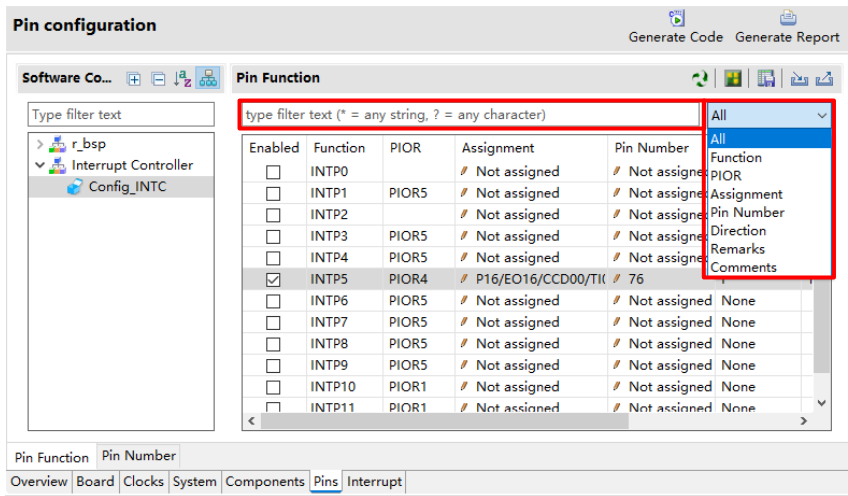 Pin configuration
Generate Code Generate Report
Software Co... Pin Function
Type filter text type filter text (* = any string, ? = any character) All
r_bsp
Interrupt Controller
Config_INTC
Enabled Function PIOR Assignment Pin Number
INTP0 Not assigned Not assigned
INTP1 PIOR5 Not assigned Not assigned
INTP2 Not assigned Not assigned
INTP3 PIOR5 Not assigned Not assigned
INTP4 PIOR5 Not assigned Not assigned
INTP5 PIOR4 P16/EO16/CCD00/TI 76
INTP6 PIOR5 Not assigned Not assigned None
INTP7 PIOR5 Not assigned Not assigned None
INTP8 PIOR5 Not assigned Not assigned None
INTP9 PIOR5 Not assigned Not assigned None
INTP10 PIOR1 Not assigned Not assigned None
INTP11 PIOR1 Not assigned Not assigned None
All
Function
PIOR
Assignment
Pin Number
Direction
Remarks
Comments
Pin Function Pin Number
Overview Board Clocks System Components Pins Interrupt